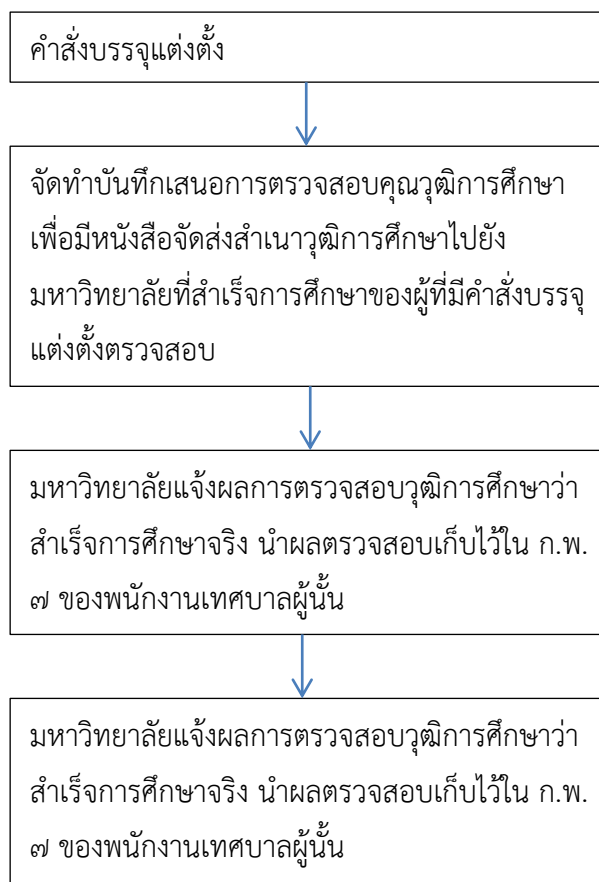 คำสั่งบรรจุแต่งตั้ง
จัดทำบันทึกเสนอการตรวจสอบคุณวุฒิการศึกษา
เพื่อมีหนังสือจัดส่งสำเนาวุฒิการศึกษาไปยัง
มหาวิทยาลัยที่สำเร็จการศึกษาของผู้ที่มีคำสั่งบรรจุ
แต่งตั้งตรวจสอบ
มหาวิทยาลัยแจ้งผลการตรวจสอบวุฒิการศึกษาว่า
สำเร็จการศึกษาจริง นำผลตรวจสอบเก็บไว้ใน ก.พ.
๗ ของพนักงานเทศบาลผู้นั้น
มหาวิทยาลัยแจ้งผลการตรวจสอบวุฒิการศึกษาว่า
สำเร็จการศึกษาจริง นำผลตรวจสอบเก็บไว้ใน ก.พ.
๗ ของพนักงานเทศบาลผู้นั้น